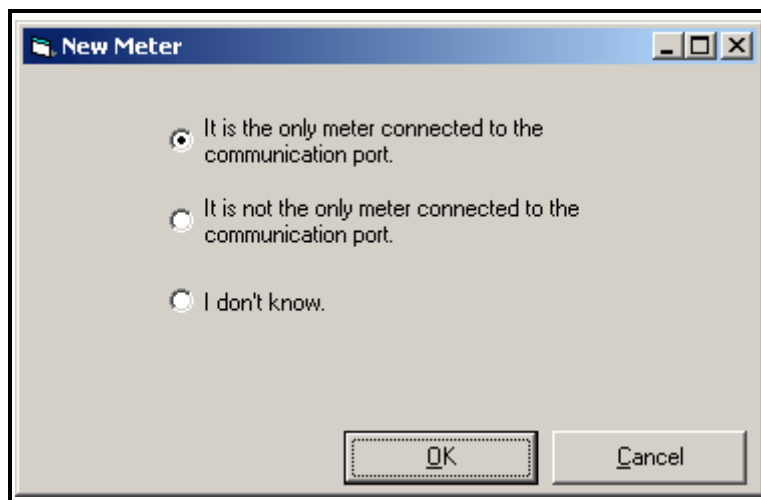 New Meter
It is the only meter connected to the
communication port.
It is not the only meter connected to the
communication port.
I don't know.
OK
Cancel